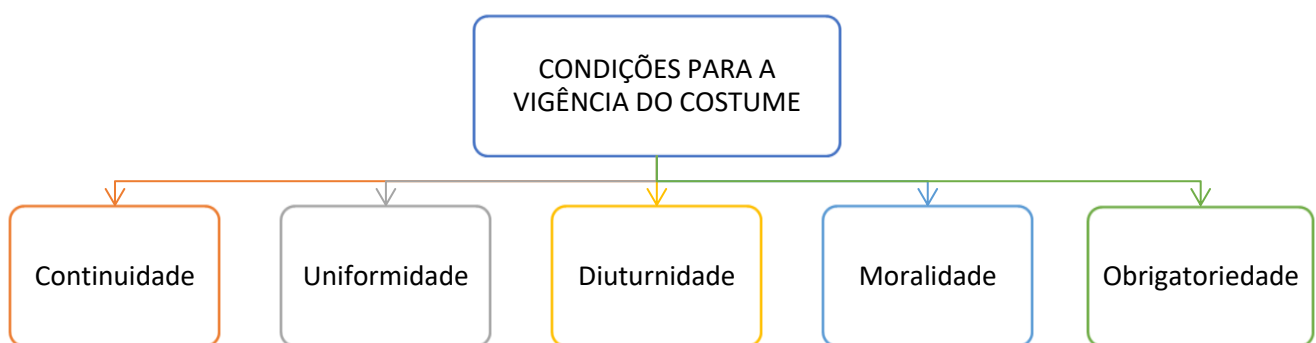 CONDIÇÕES PARA A
VIGÊNCIA DO COSTUME
Continuidade
Uniformidade
Diuturnidade
Moralidade
Obrigatoriedade